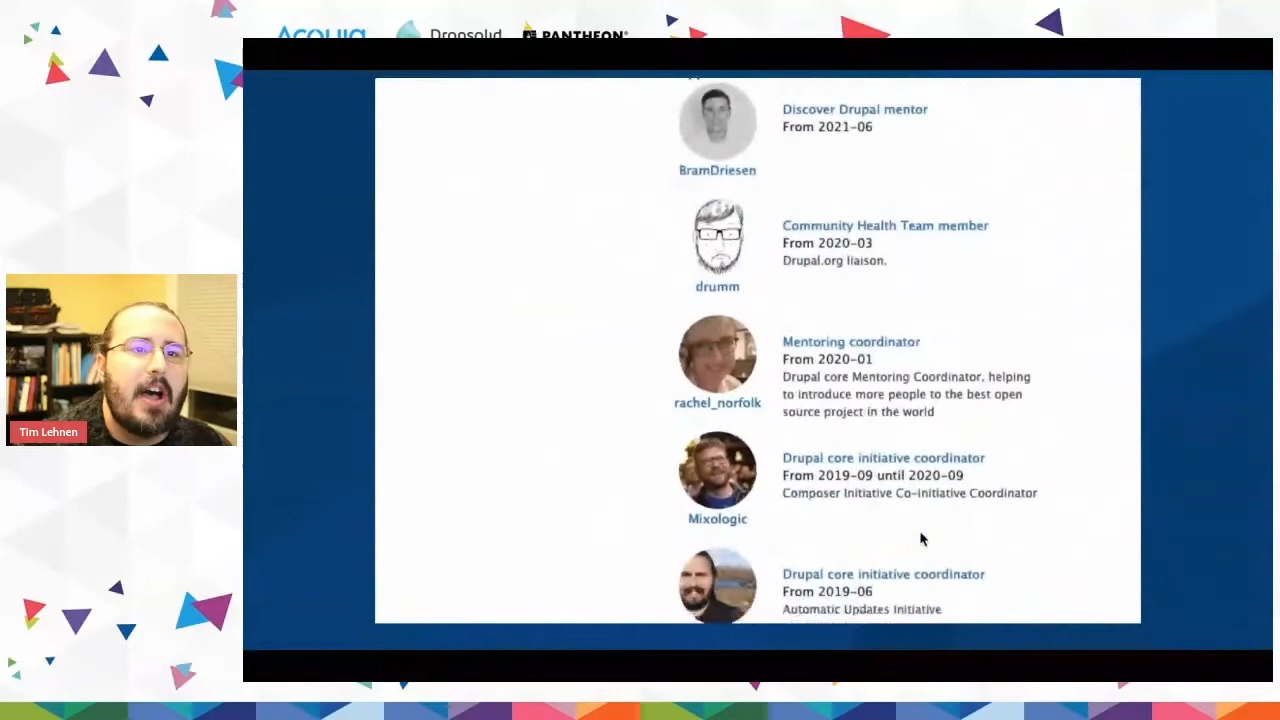 ACQUIA
Dropsolid
PANTHEON
Discover Drupal mentor
From 2021-06
BramDriesen
Community Health Team member
From 2020-03
Drupal.org liaison.
drumm
Mentoring coordinator
From 2020-01
Drupal core Mentoring Coordinator, helping
to introduce more people to the best open
source project in the world
rachel_norfolk
Drupal core initiative coordinator
From 2019-09 until 2020-09
Composer Initiative Co-Initiative Coordinator
Mixologic
Drupal core initiative coordinator
From 2019-06
Automatic Updates Initiative
Tim Lehnen